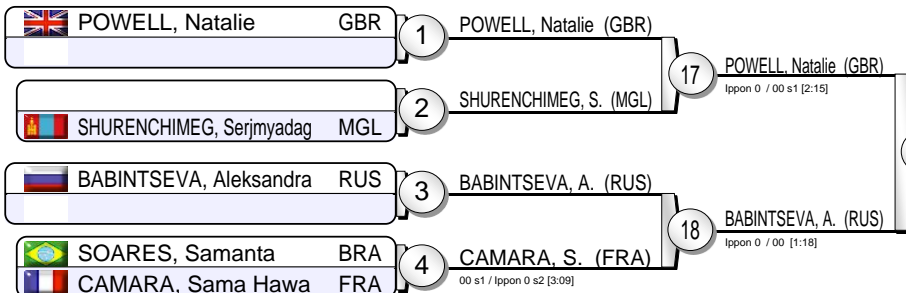 POWELL, Natalie GBR
1
POWELL, Natalie (GBR)
17
POWELL, Natalie (GBR)
Ippon 0 / 00 s1 [2:15]
2
SHURENCHIMEG, S. (MGL)
SHURENCHIMEG, Serjmyadag MGL
BABINTSEVA, Aleksandra RUS
3
BABINTSEVA, A. (RUS)
18
BABINTSEVA, A. (RUS)
Ippon 0 / 00 [1:18]
SOARES, Samanta BRA
4
CAMARA, S. (FRA)
00 s1 / Ippon 0 s2 [3:09]
CAMARA, Sama Hawa FRA